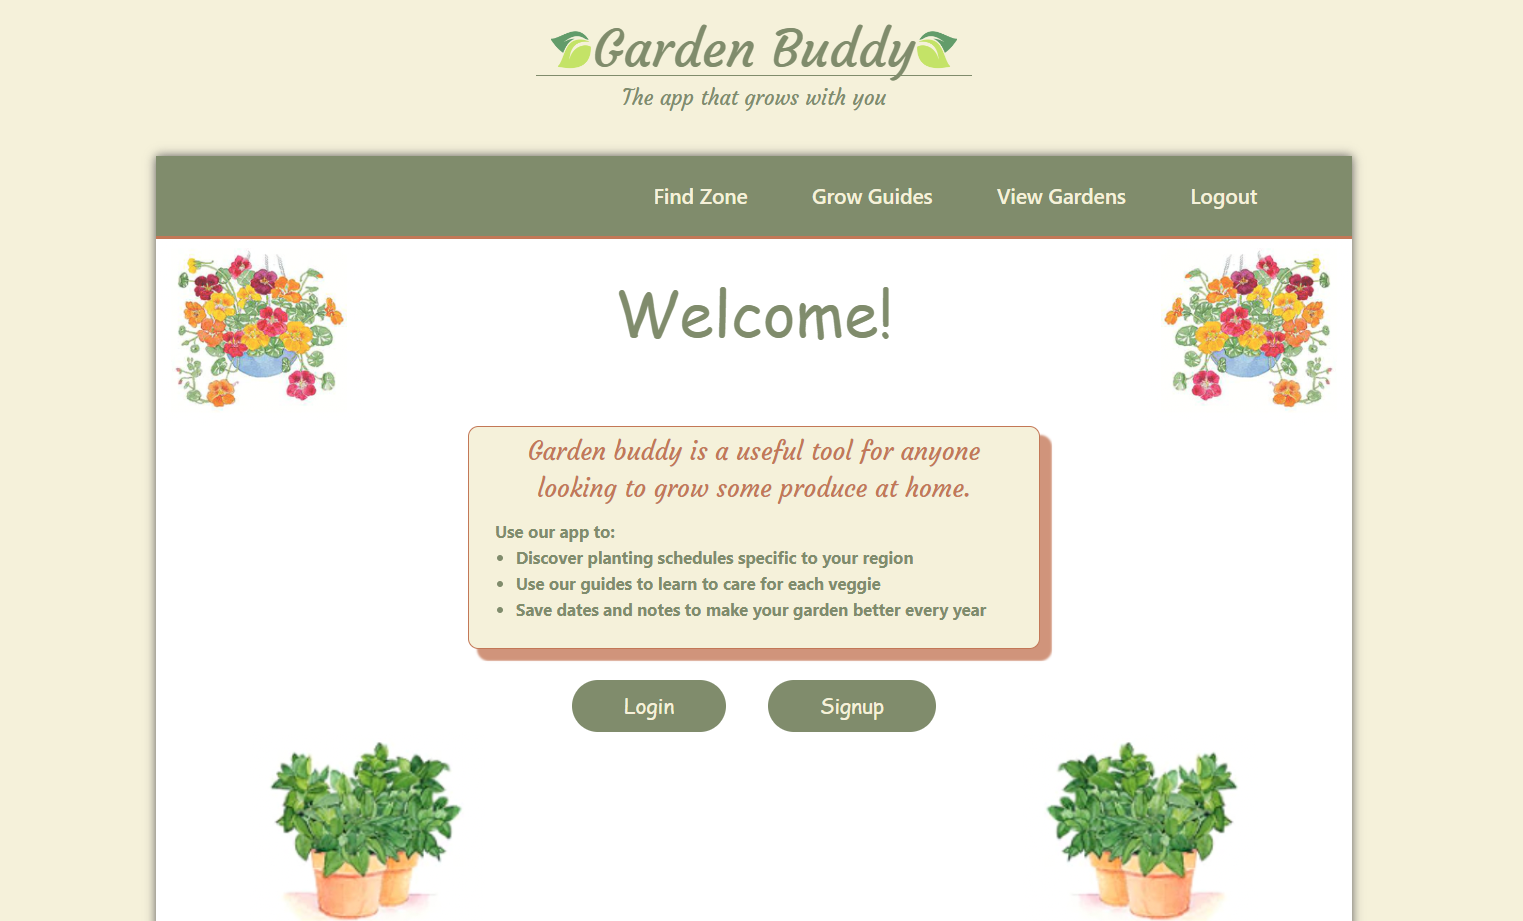 Garden Buddy
The app that grows with you
Find Zone Grow Guides View Gardens Logout
Welcome!
Garden buddy is a useful tool for anyone
looking to grow some produce at home.
Use our app to:
• Discover planting schedules specific to your region
• Use our guides to learn to care for each veggie
• Save dates and notes to make your garden better every year
Login Signup